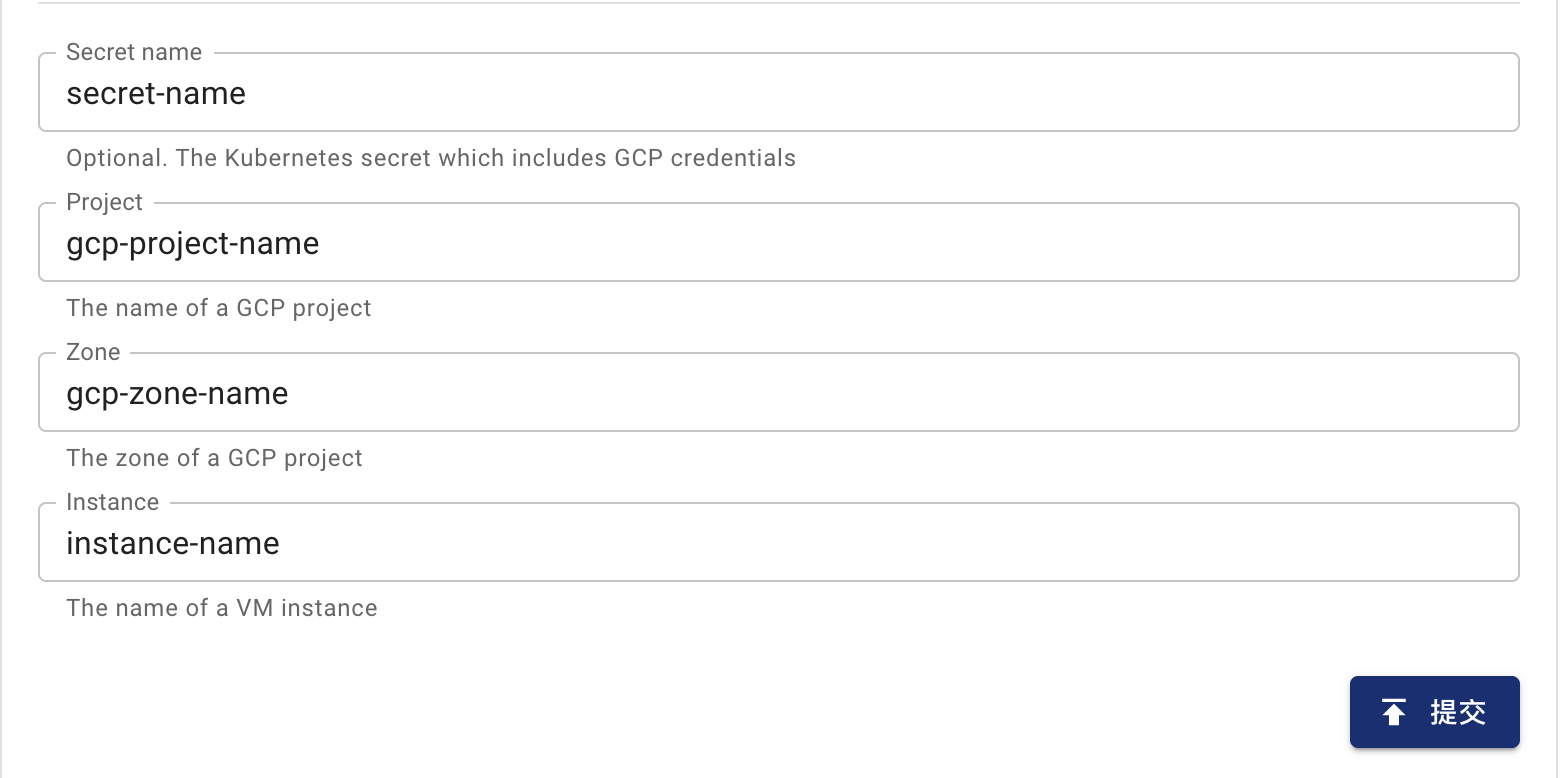 Secret name
secret-name
Optional. The Kubernetes secret which includes GCP credentials
Project
gcp-project-name
The name of a GCP project
Zone
gcp-zone-name
The zone of a GCP project
Instance
instance-name
The name of a VM instance
提交